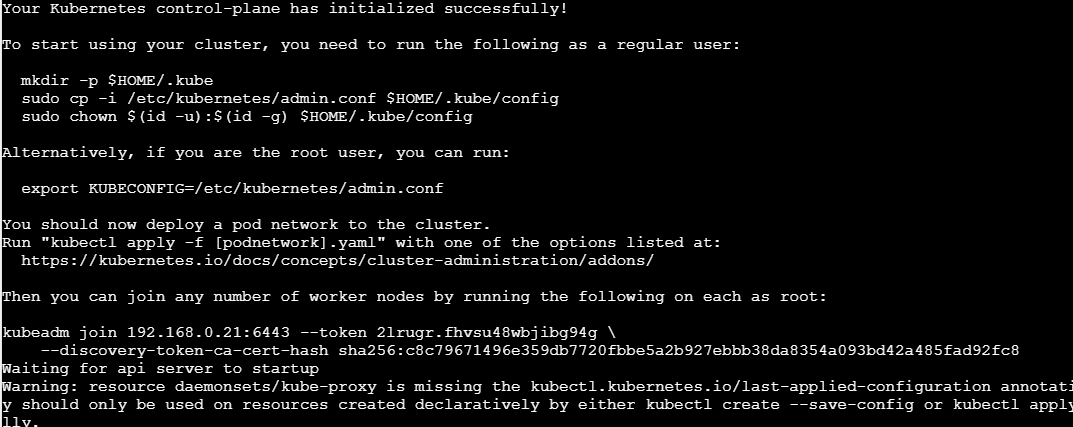 Your Kubernetes control-plane has initialized successfully!
To start using your cluster, you need to run the following as a regular user:
mkdir -p $HOME/.kube
sudo cp -i /etc/kubernetes/admin.conf $HOME/.kube/config
sudo chown $(id -u):$(id -g) $HOME/.kube/config
Alternatively, if you are the root user, you can run:
export KUBECONFIG=/etc/kubernetes/admin.conf
You should now deploy a pod network to the cluster.
Run "kubectl apply -f [podnetwork].yaml" with one of the options listed at:
https://kubernetes.io/docs/concepts/cluster-administration/addons/
Then you can join any number of worker nodes by running the following on each as root:
kubeadm join 192.168.0.21:6443 --token 2lrugr.fhvsu48wbjibg94g \
--discovery-token-ca-cert-hash sha256:c8c79671496e359db7720fbbe5a2b927ebbb38da8354a093bd42a485fad92fc8
Waiting for api server to startup
Warning: resource daemonsets/kube-proxy is missing the kubectl.kubernetes.io/last-applied-configuration annotati
y should only be used on resources created declaratively by either kubectl create --save-config or kubectl apply
lly.